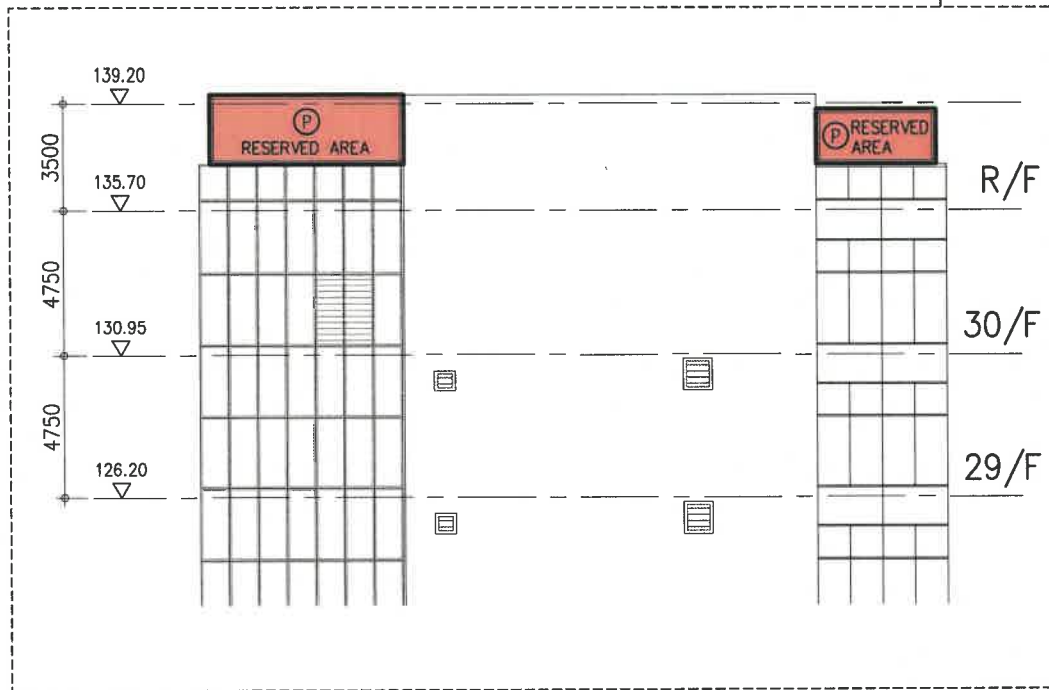 139.20
P
RESERVED AREA
P RESERVED
AREA
3500
135.70
R/F
4750
130.95
30/F
4750
126.20
29/F